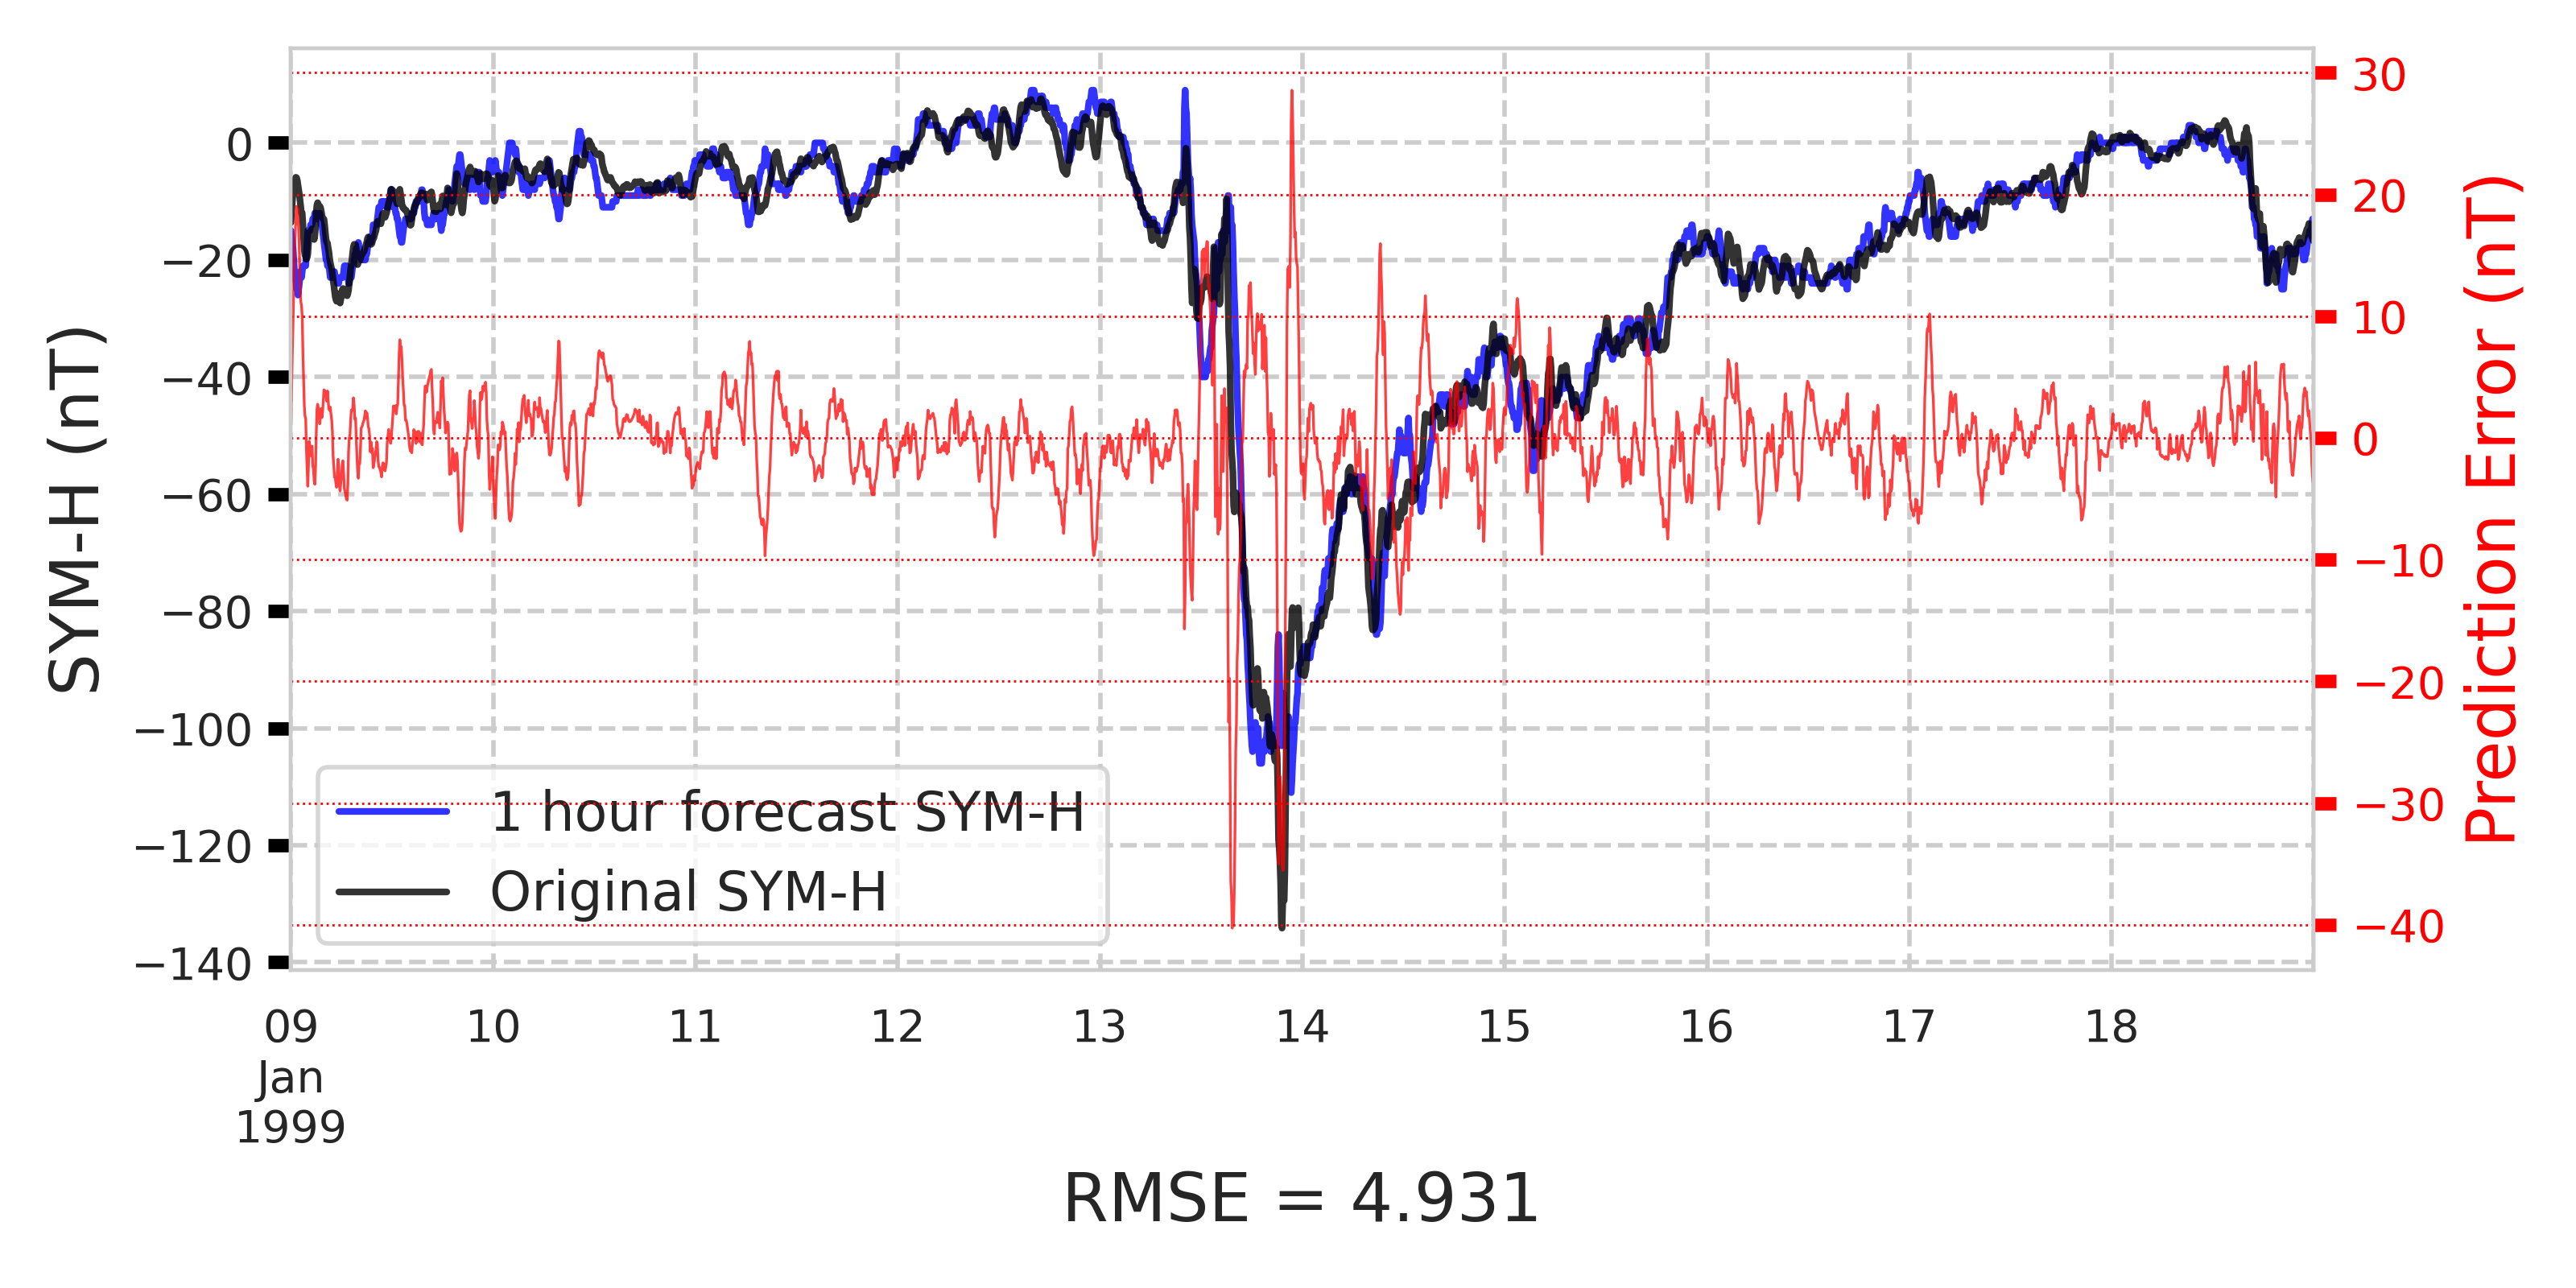 SYM-H (nT)
0
−20
−40
−60
−80
−100
−120
−140
1 hour forecast SYM-H
Original SYM-H
30
20
10
0
−10
−20
−30
−40
Prediction Error (nT)
09 10 11 12 13 14 15 16 17 18
Jan
1999
RMSE = 4.931